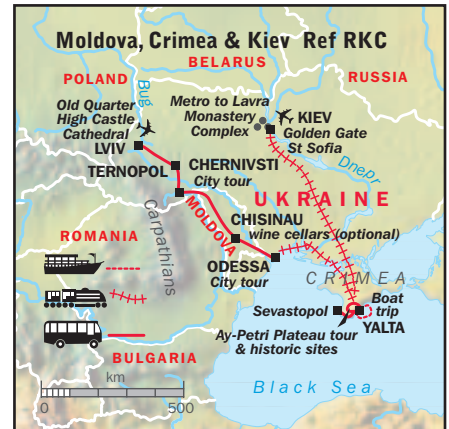 Moldova, Crimea & Kiev Ref RKC
BELARUS
POLAND
RUSSIA
Bug
Old Quarter
High Castle
Cathedral
LVIV
Metro to Lavra
Monastery
Complex
KIEV
Golden Gate
St Sofia
Dnepr
TERNOPOL
CHERNIVSTI
City tour
UKRAINE
MOLDOVA
Carpathians
CHISINAU
wine cellars (optional)
ROMANIA
ODESSA
City tour
CRIMEA
Sevastopol
Boat
trip
YALTA
Ay-Petri Plateau tour
& historic sites
BULGARIA
km
0 500
Black Sea